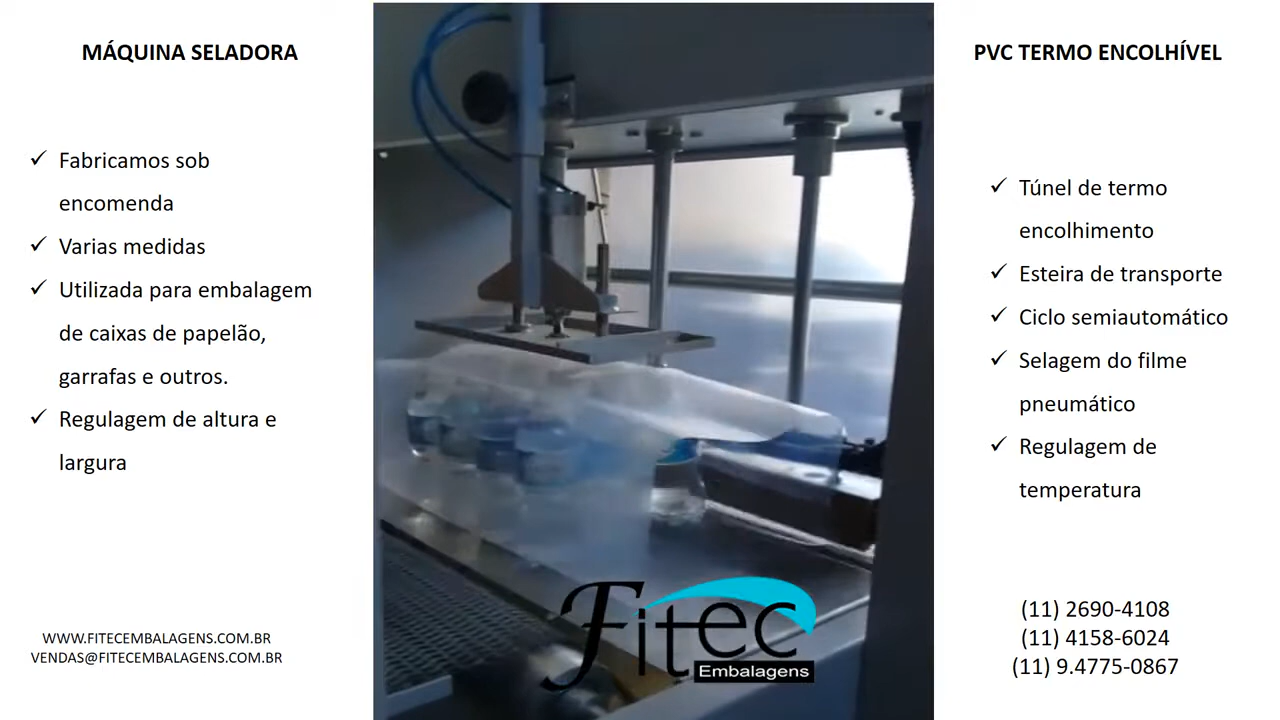 MÁQUINA SELADORA
Fabricamos sob
encomenda
Varias medidas
Utilizada para embalagem
de caixas de papelão,
garrafas e outros.
Regulagem de altura e
largura
WWW.FITECEMBALAGENS.COM.BR
VENDAS@FITECEMBALAGENS.COM.BR
Fitec
Embalagens
PVC TERMO ENCOLHÍVEL
Túnel de termo
encolhimento
Esteira de transporte
Ciclo semiautomático
Selagem do filme
pneumático
Regulagem de
temperatura
(11) 2690-4108
(11) 4158-6024
(11) 9.4775-0867